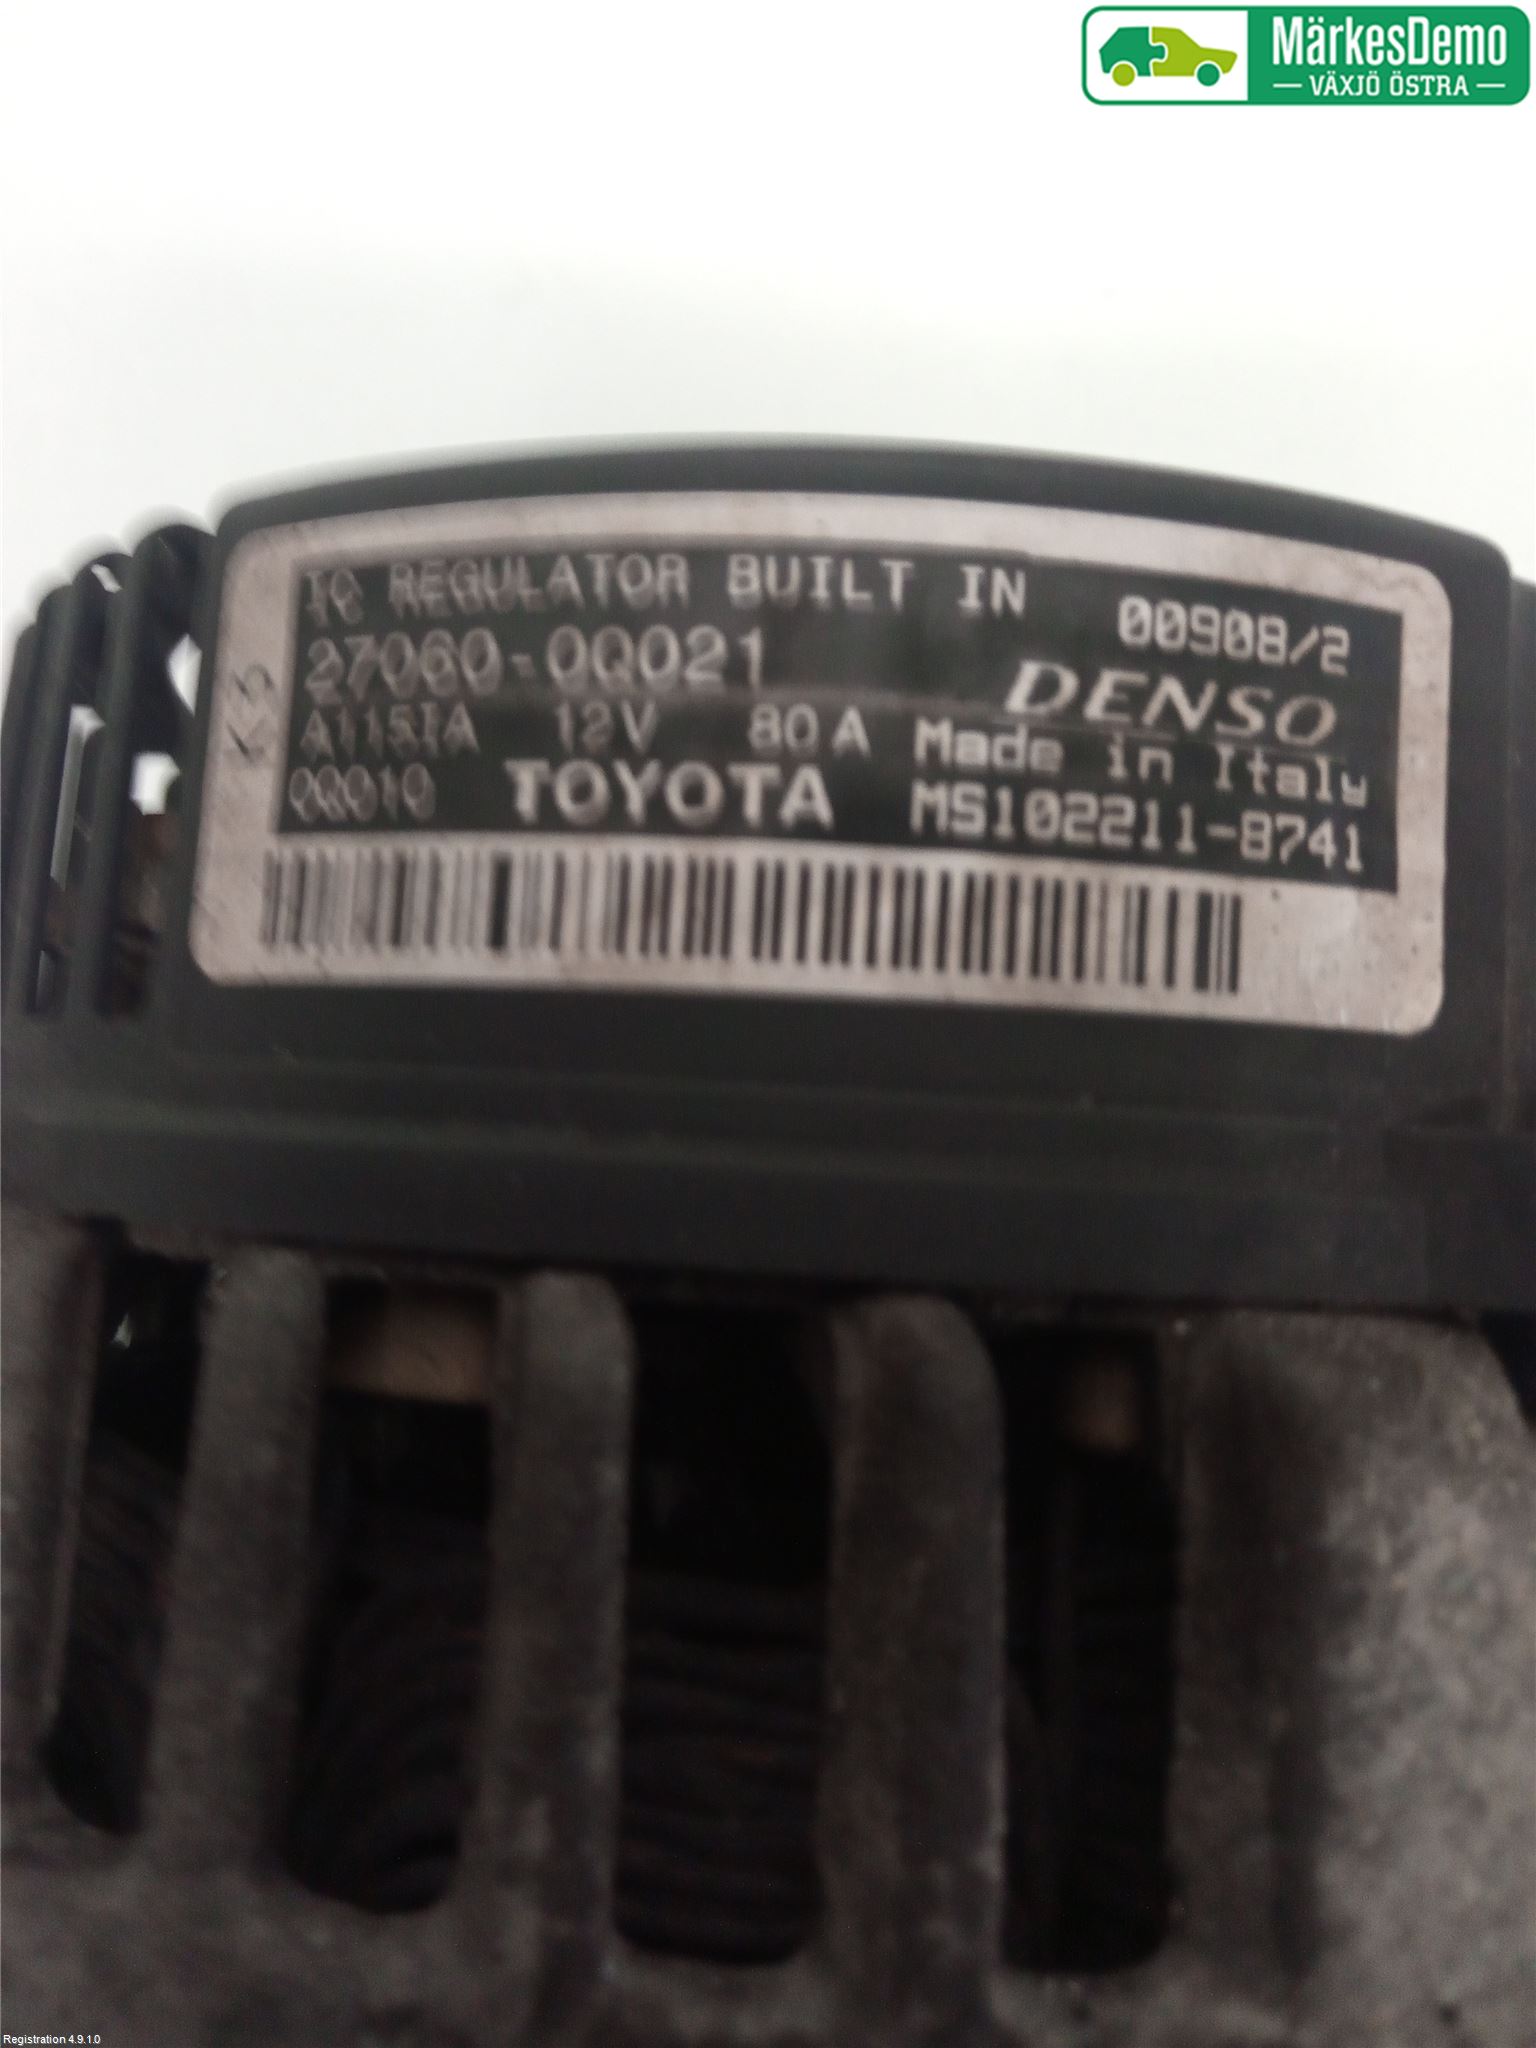 MärkesDemo
VÄXJÖ ÖSTRA
IC REGULATOR BUILT IN
00908/2
27060-0Q021
DENSO
A115IA 12V 80A
Made in Italy
0Q010 TOYOTA
MS102211-8741
Registration 4.9.1.0